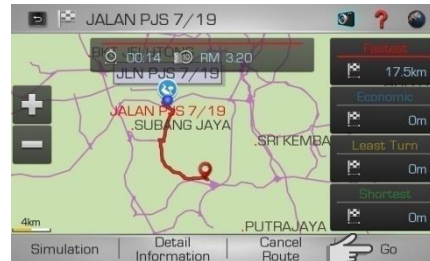 JALAN PJS 7/19
?
00:14 RM 3.20
JLN PJS 7/19
JALAN PJS 7/19
.SUBANG JAYA
.SRI KEMBA
.PUTRAJAYA
4km
Fastest
17.5km
Economic
0m
Least Turn
0m
Shortest
0m
Simulation
Detail
Information
Cancel
Route
Go